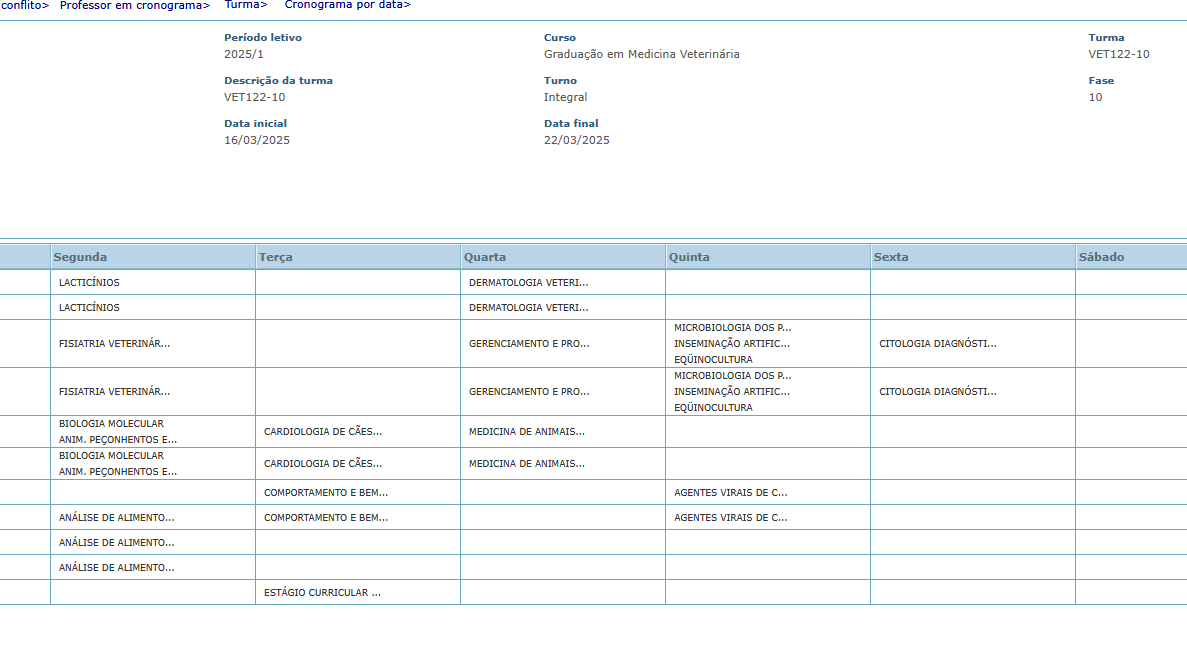 conflito> Professor em cronograma> Turma> Cronograma por data>
Período letivo Curso Turma
2025/1 Graduação em Medicina Veterinária VET122-10
Descrição da turma Turno Fase
VET122-10 Integral 10
Data inicial Data final
16/03/2025 22/03/2025
Segunda Terça Quarta Quinta Sexta Sábado
LACTICÍNIOS DERMATOLOGIA VETERI...
LACTICÍNIOS DERMATOLOGIA VETERI...
MICROBIOLOGIA DOS P...
FISIATRIA VETERINÁR... GERENCIAMENTO E PRO... INSEMINAÇÃO ARTIFIC... CITOLOGIA DIAGNÓSTI...
EQÜINOCULTURA
MICROBIOLOGIA DOS P...
FISIATRIA VETERINÁR... GERENCIAMENTO E PRO... INSEMINAÇÃO ARTIFIC... CITOLOGIA DIAGNÓSTI...
EQÜINOCULTURA
BIOLOGIA MOLECULAR
CARDIOLOGIA DE CÃES... MEDICINA DE ANIMAIS...
ANIM. PEÇONHENTOS E...
BIOLOGIA MOLECULAR
CARDIOLOGIA DE CÃES... MEDICINA DE ANIMAIS...
ANIM. PEÇONHENTOS E...
COMPORTAMENTO E BEM... AGENTES VIRAIS DE C...
ANÁLISE DE ALIMENTO... COMPORTAMENTO E BEM... AGENTES VIRAIS DE C...
ANÁLISE DE ALIMENTO...
ANÁLISE DE ALIMENTO...
ESTÁGIO CURRICULAR ...